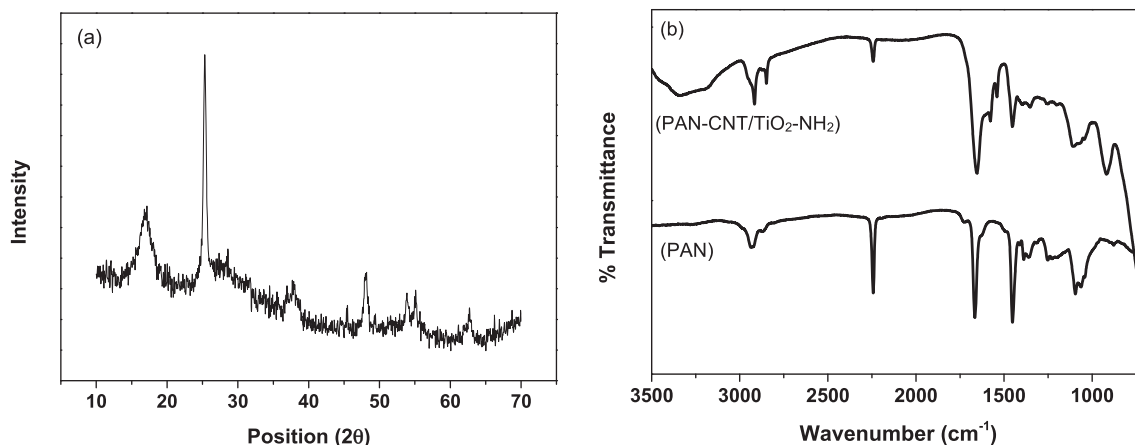 (a)
Intensity
10 20 30 40 50 60 70
Position (2θ)
(b)
(PAN-CNT/TiO₂-NH₂)
(PAN)
% Transmittance
3500 3000 2500 2000 1500 1000
Wavenumber (cm⁻¹)